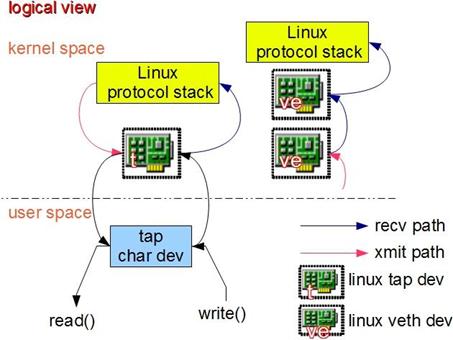 logical view
kernel space
Linux
protocol stack
Linux
protocol stack
ve
t
ve
user space
tap
char dev
recv path
xmit path
t
linux tap dev
read()
write()
ve
linux veth dev